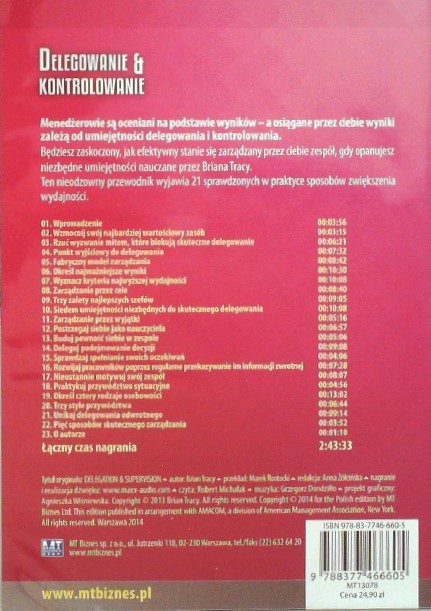 DELEGOWANIE &
KONTROLOWANIE
Menedżerowie są oceniani na podstawie wyników – a osiągane przez ciebie wyniki
zależą od umiejętności delegowania i kontrolowania.
Będziesz zaskoczony, jak efektywny stanie się zarządzany przez ciebie zespół, gdy opanujesz
niezbędne umiejętności nauczane przez Briana Tracy.
Ten nieodzowny przewodnik wyjawia 21 sprawdzonych w praktyce sposobów zwiększenia
wydajności.
01. Wprowadzenie 00:03:56
02. Wzmocnij swój najbardziej wartościowy zasób 00:03:15
03. Rzuć wyzwanie mitom, które blokują skuteczne delegowanie 00:06:31
04. Punkt wyjściowy do delegowania 00:07:32
05. Fabryczny model zarządzania 00:08:42
06. Określ najważniejsze wyniki 00:10:30
07. Wyznacz kryteria najwyższej wydajności 00:10:08
08. Zarządzanie przez cele 00:08:40
09. Trzy zalety najlepszych szefów 00:09:05
10. Siedem umiejętności niezbędnych do skutecznego delegowania 00:10:08
11. Zarządzanie przez wyjątki 00:05:16
12. Postrzegaj siebie jako nauczyciela 00:06:57
13. Buduj pewność siebie w zespole 00:05:06
14. Deleguj podejmowanie decyzji 00:09:08
15. Sprawdzaj spełnianie swoich oczekiwań 00:04:06
16. Rozwijaj pracowników poprzez regularne przekazywanie im informacji zwrotnej 00:07:28
17. Nieustannie motywuj swój zespół 00:08:07
18. Praktykuj przywództwo sytuacyjne 00:04:56
19. Określ cztery rodzaje osobowości 00:13:02
20. Trzy style przywództwa 00:06:44
21. Unikaj delegowania odwrotnego 00:09:14
22. Pięć sposobów skutecznego zarządzania 00:03:52
23. O autorze 00:01:10
Łączny czas nagrania 2:43:33
Tytuł oryginału: DELEGATION & SUPERVISION • autor: Brian Tracy • przekład: Marek Rostocki • redakcja: Anna Żółcińska • nagranie
i realizacja dźwięku: www.maxx-audio.com • czyta: Robert Michalak • muzyka: Grzegorz Dondziłło • projekt graficzny:
Agnieszka Wiśniewska. Copyright © 2013 by Brian Tracy. All rights reserved. Copyright © 2014 for the Polish edition by MT
Biznes Ltd. This edition published in arrangement with AMACOM, a division of American Management Association, New York.
All rights reserved. Warszawa 2014
MT
MT Biznes sp. z o.o., ul. Jutrzenki 118, 02-230 Warszawa, tel./faks (22) 632 64 20
www.mtbiznes.pl
www.mtbiznes.pl
ISBN 978-83-7746-660-5
9 788377 466605
MT13078
Cena 24,90 zł